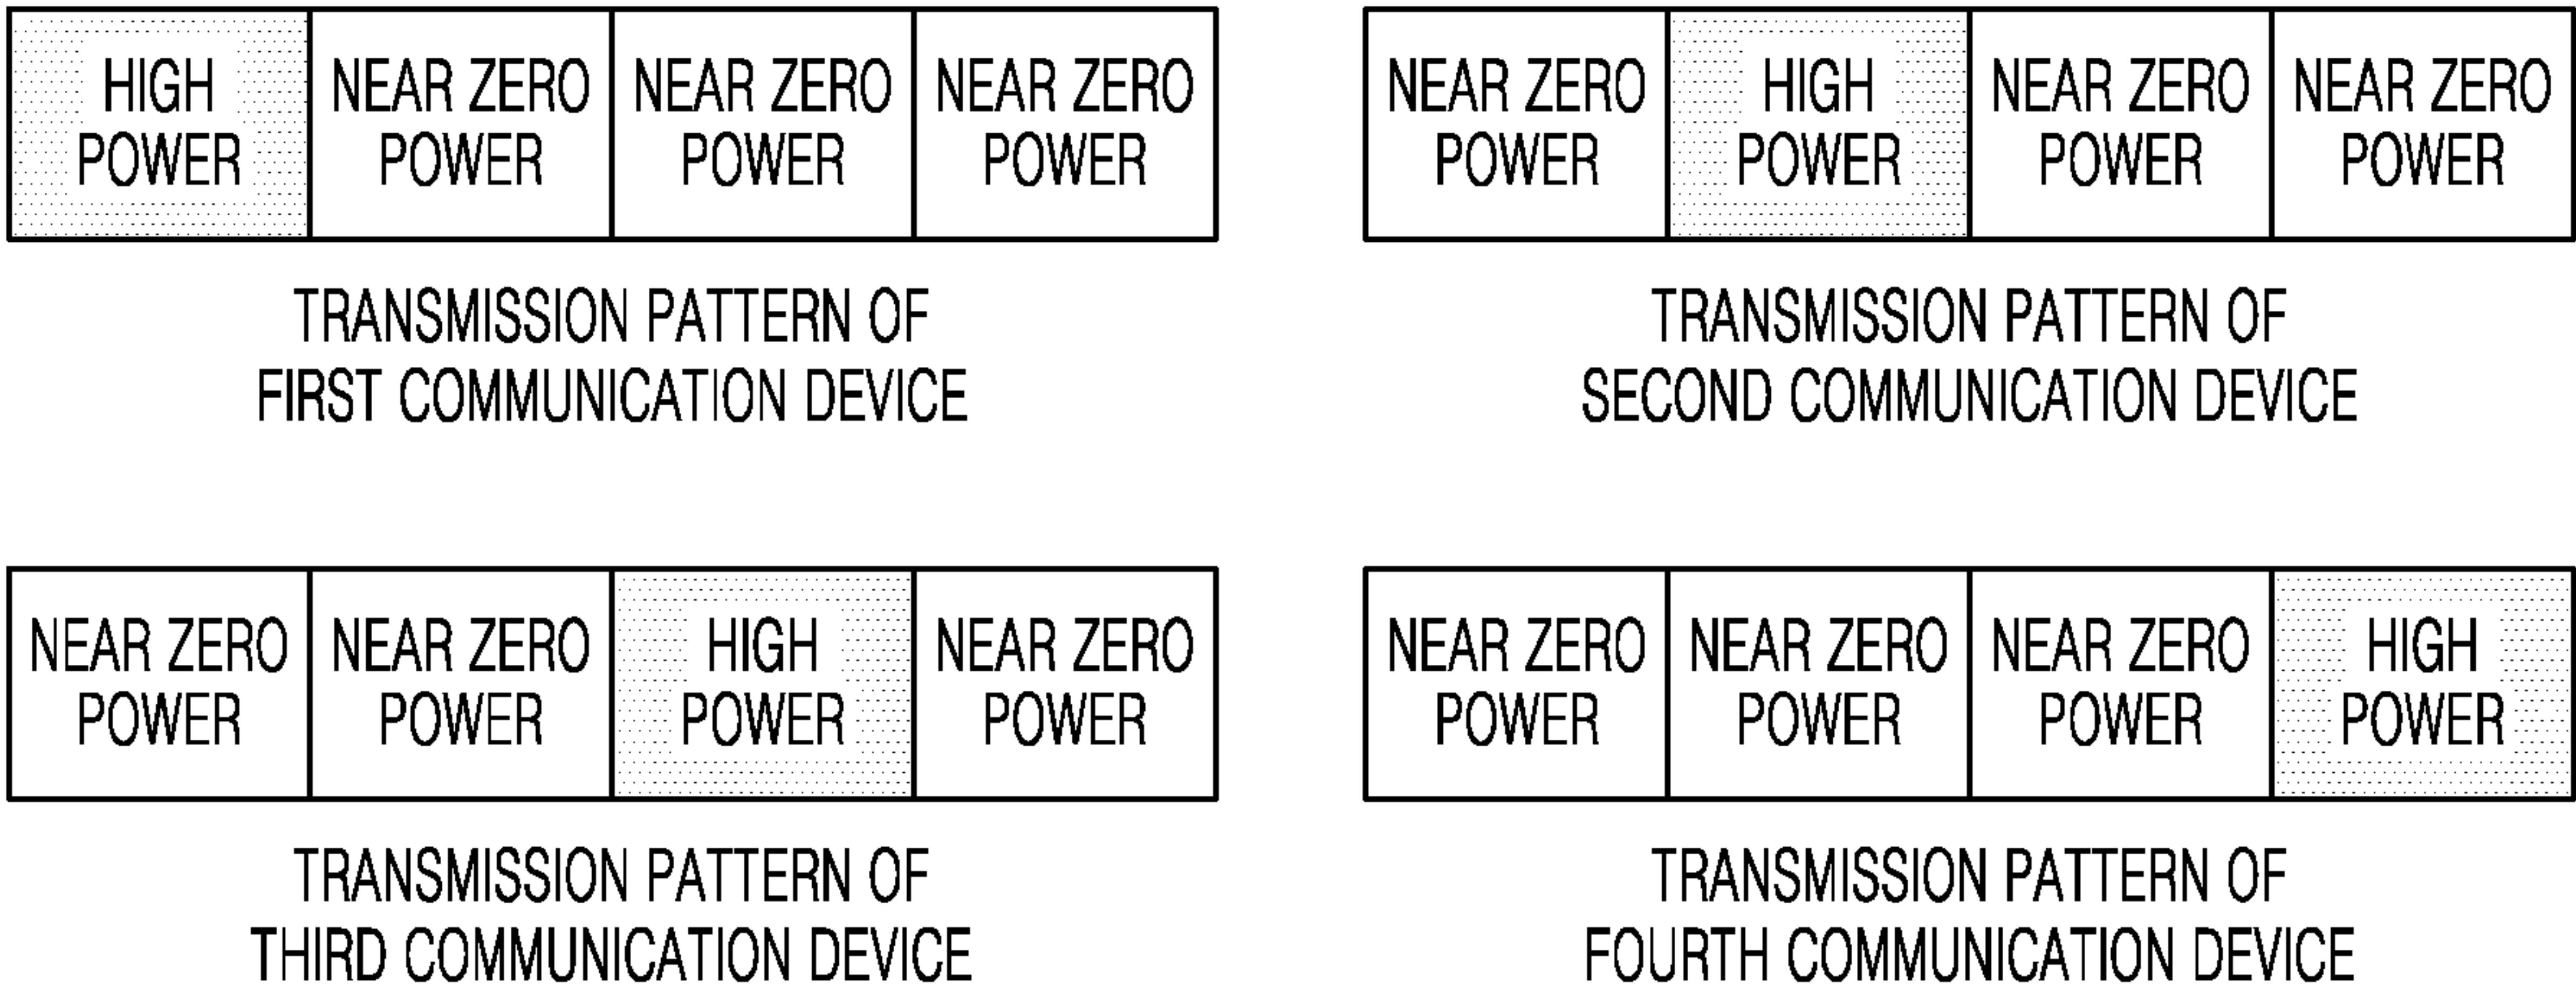 HIGH POWER
NEAR ZERO POWER
NEAR ZERO POWER
NEAR ZERO POWER
TRANSMISSION PATTERN OF
FIRST COMMUNICATION DEVICE
NEAR ZERO POWER
HIGH POWER
NEAR ZERO POWER
NEAR ZERO POWER
TRANSMISSION PATTERN OF
SECOND COMMUNICATION DEVICE
NEAR ZERO POWER
NEAR ZERO POWER
HIGH POWER
NEAR ZERO POWER
TRANSMISSION PATTERN OF
THIRD COMMUNICATION DEVICE
NEAR ZERO POWER
NEAR ZERO POWER
NEAR ZERO POWER
HIGH POWER
TRANSMISSION PATTERN OF
FOURTH COMMUNICATION DEVICE